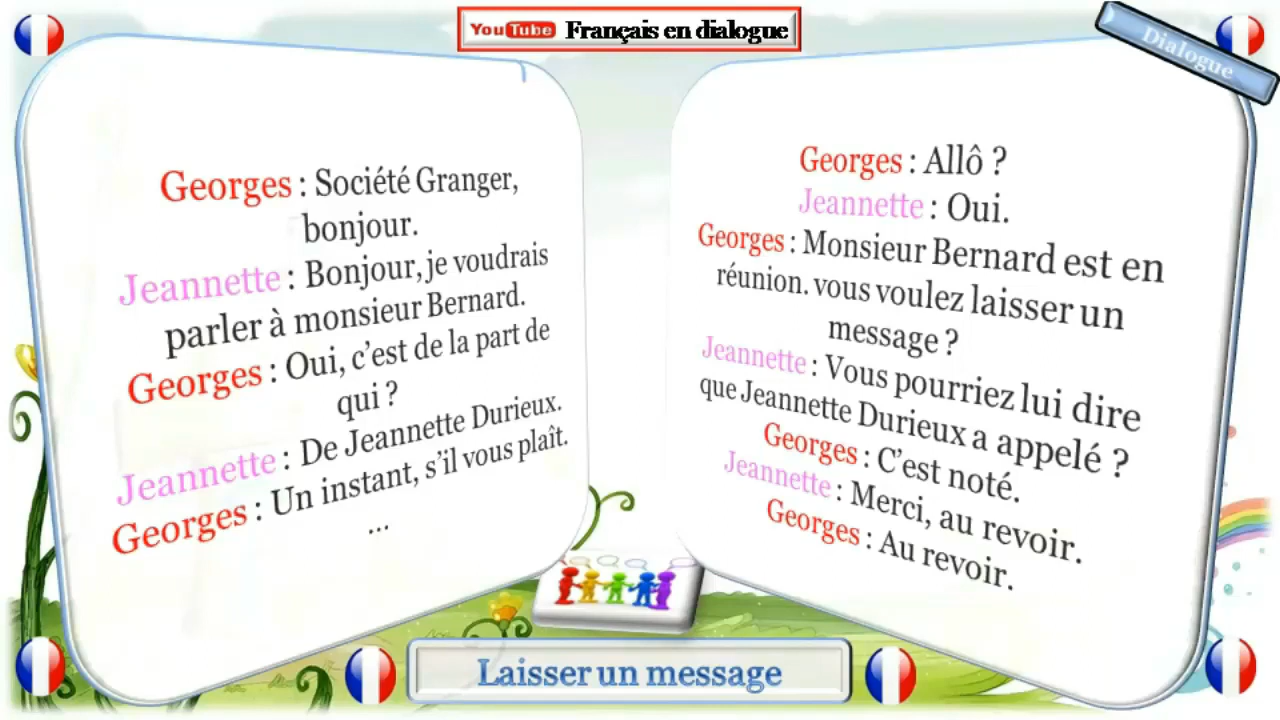 YouTube Français en dialogue
Dialogue
Georges : Société Granger,
bonjour.
Jeannette : Bonjour, je voudrais
parler à monsieur Bernard.
Georges : Oui, c’est de la part de
qui ?
Jeannette : De Jeannette Durieux.
Georges : Un instant, s’il vous plaît.
...
Georges : Allô ?
Jeannette : Oui.
Georges : Monsieur Bernard est en
réunion. vous voulez laisser un
message ?
Jeannette : Vous pourriez lui dire
que Jeannette Durieux a appelé ?
Georges : C’est noté.
Jeannette : Merci, au revoir.
Georges : Au revoir.
Laisser un message